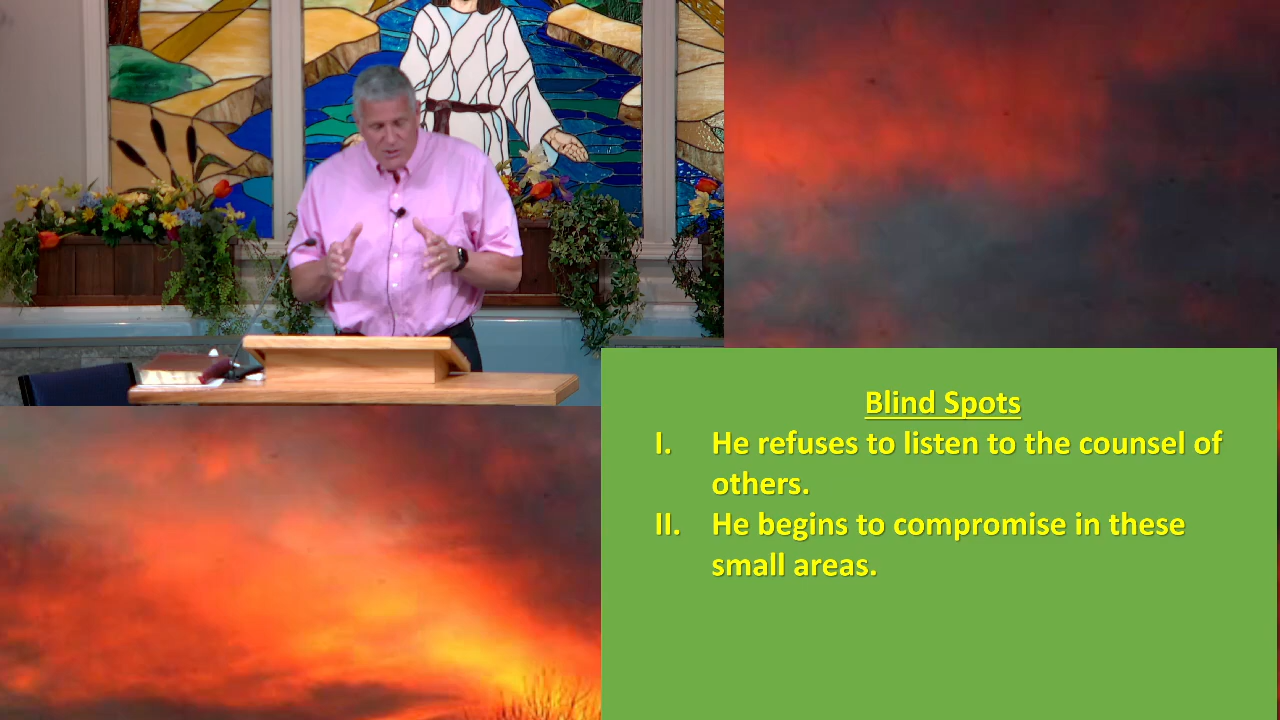 Blind Spots
I. He refuses to listen to the counsel of
others.
II. He begins to compromise in these
small areas.